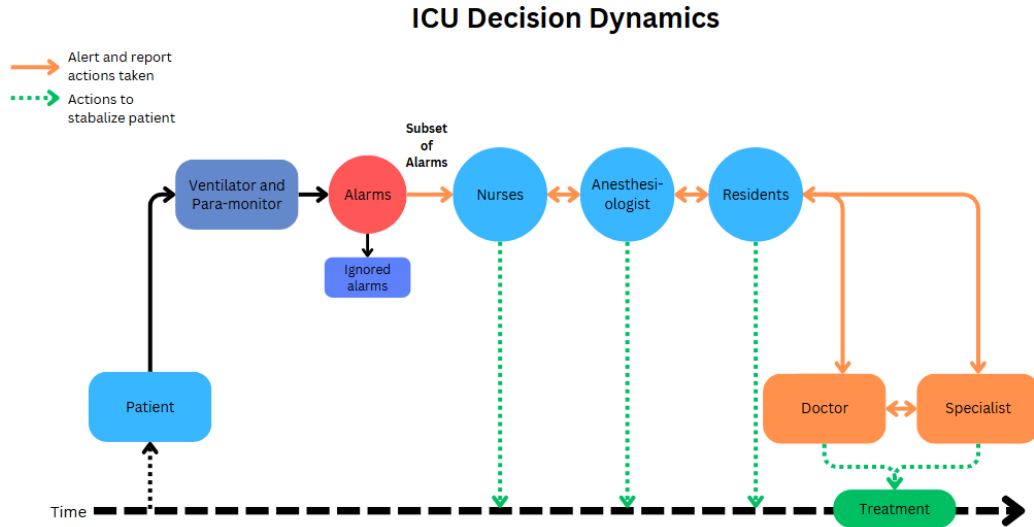 ICU Decision Dynamics
Alert and report
actions taken
Actions to
stabalize patient
Subset
of
Alarms
Ventilator and
Para-monitor
Alarms
Nurses
Anesthesi-
ologist
Residents
Ignored
alarms
Patient
Doctor
Specialist
Time
Treatment